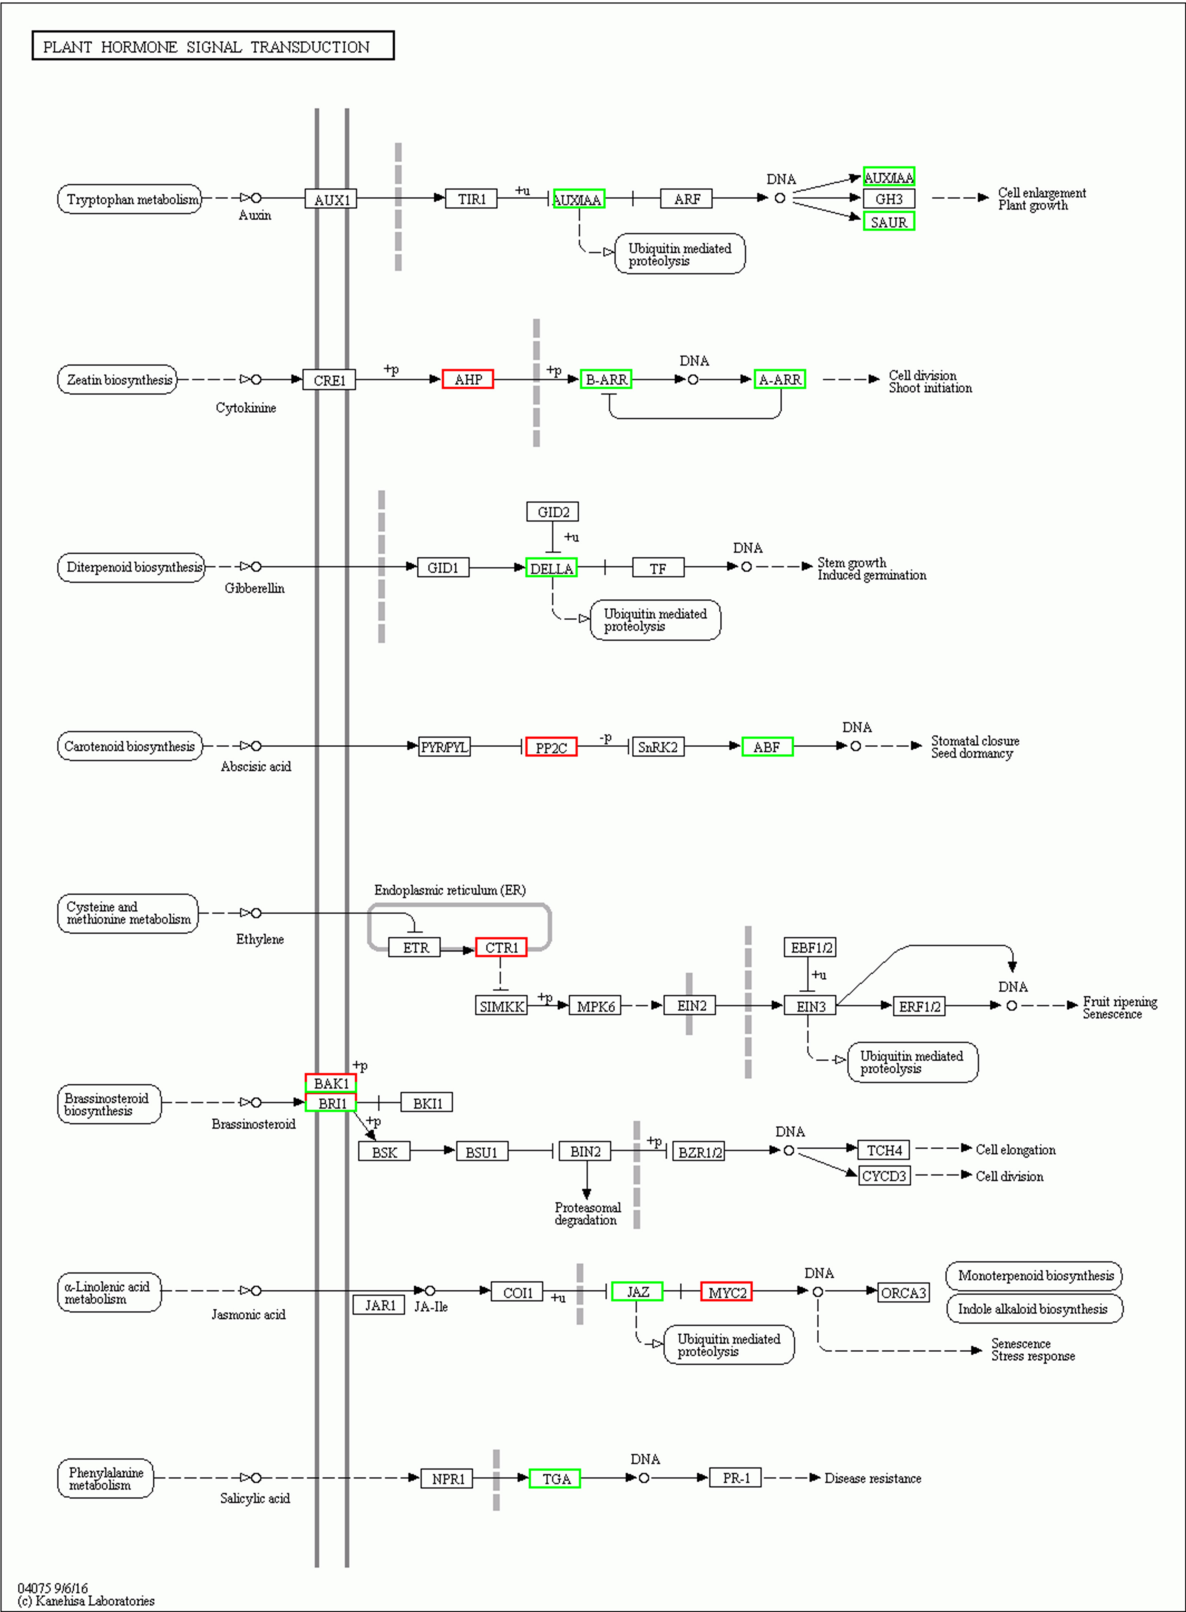 PLANT HORMONE SIGNAL TRANSDUCTION
Tryptophan metabolism
Auxin
AUX1
TIR1
+u
AUX/IAA
ARF
DNA
AUX/IAA
GH3
SAUR
Cell enlargement
Plant growth
Ubiquitin mediated
proteolysis
Zeatin biosynthesis
Cytokinine
CRE1
+p
AHP
+p
B-ARR
DNA
A-ARR
Cell division
Shoot initiation
GID2
+u
Diterpenoid biosynthesis
Gibberellin
GID1
DELLA
TF
DNA
Stem growth
Induced germination
Ubiquitin mediated
proteolysis
Carotenoid biosynthesis
Abscisic acid
PYR/PYL
PP2C
-p
SnRK2
ABF
DNA
Stomatal closure
Seed dormancy
Endoplasmic reticulum (ER)
Cysteine and
methionine metabolism
Ethylene
ETR
CTR1
EBF1/2
+u
DNA
SIMKK
+p
MPK6
EIN2
EIN3
ERF1/2
Fruit ripening
Senescence
Ubiquitin mediated
proteolysis
+p
BAK1
Brassinosteroid
biosynthesis
Brassinosteroid
BRI1
BKI1
+p
BSK
BSU1
BIN2
+p
BZR1/2
DNA
TCH4
Cell elongation
CYCD3
Cell division
Proteasomal
degradation
α-Linolenic acid
metabolism
Jasmonic acid
JAR1
JA-Ile
COI1
+u
JAZ
MYC2
DNA
ORCA3
Monoterpenoid biosynthesis
Indole alkaloid biosynthesis
Ubiquitin mediated
proteolysis
Senescence
Stress response
Phenylalanine
metabolism
Salicylic acid
NPR1
TGA
DNA
PR-1
Disease resistance
04075 9/6/16
(c) Kanehisa Laboratories